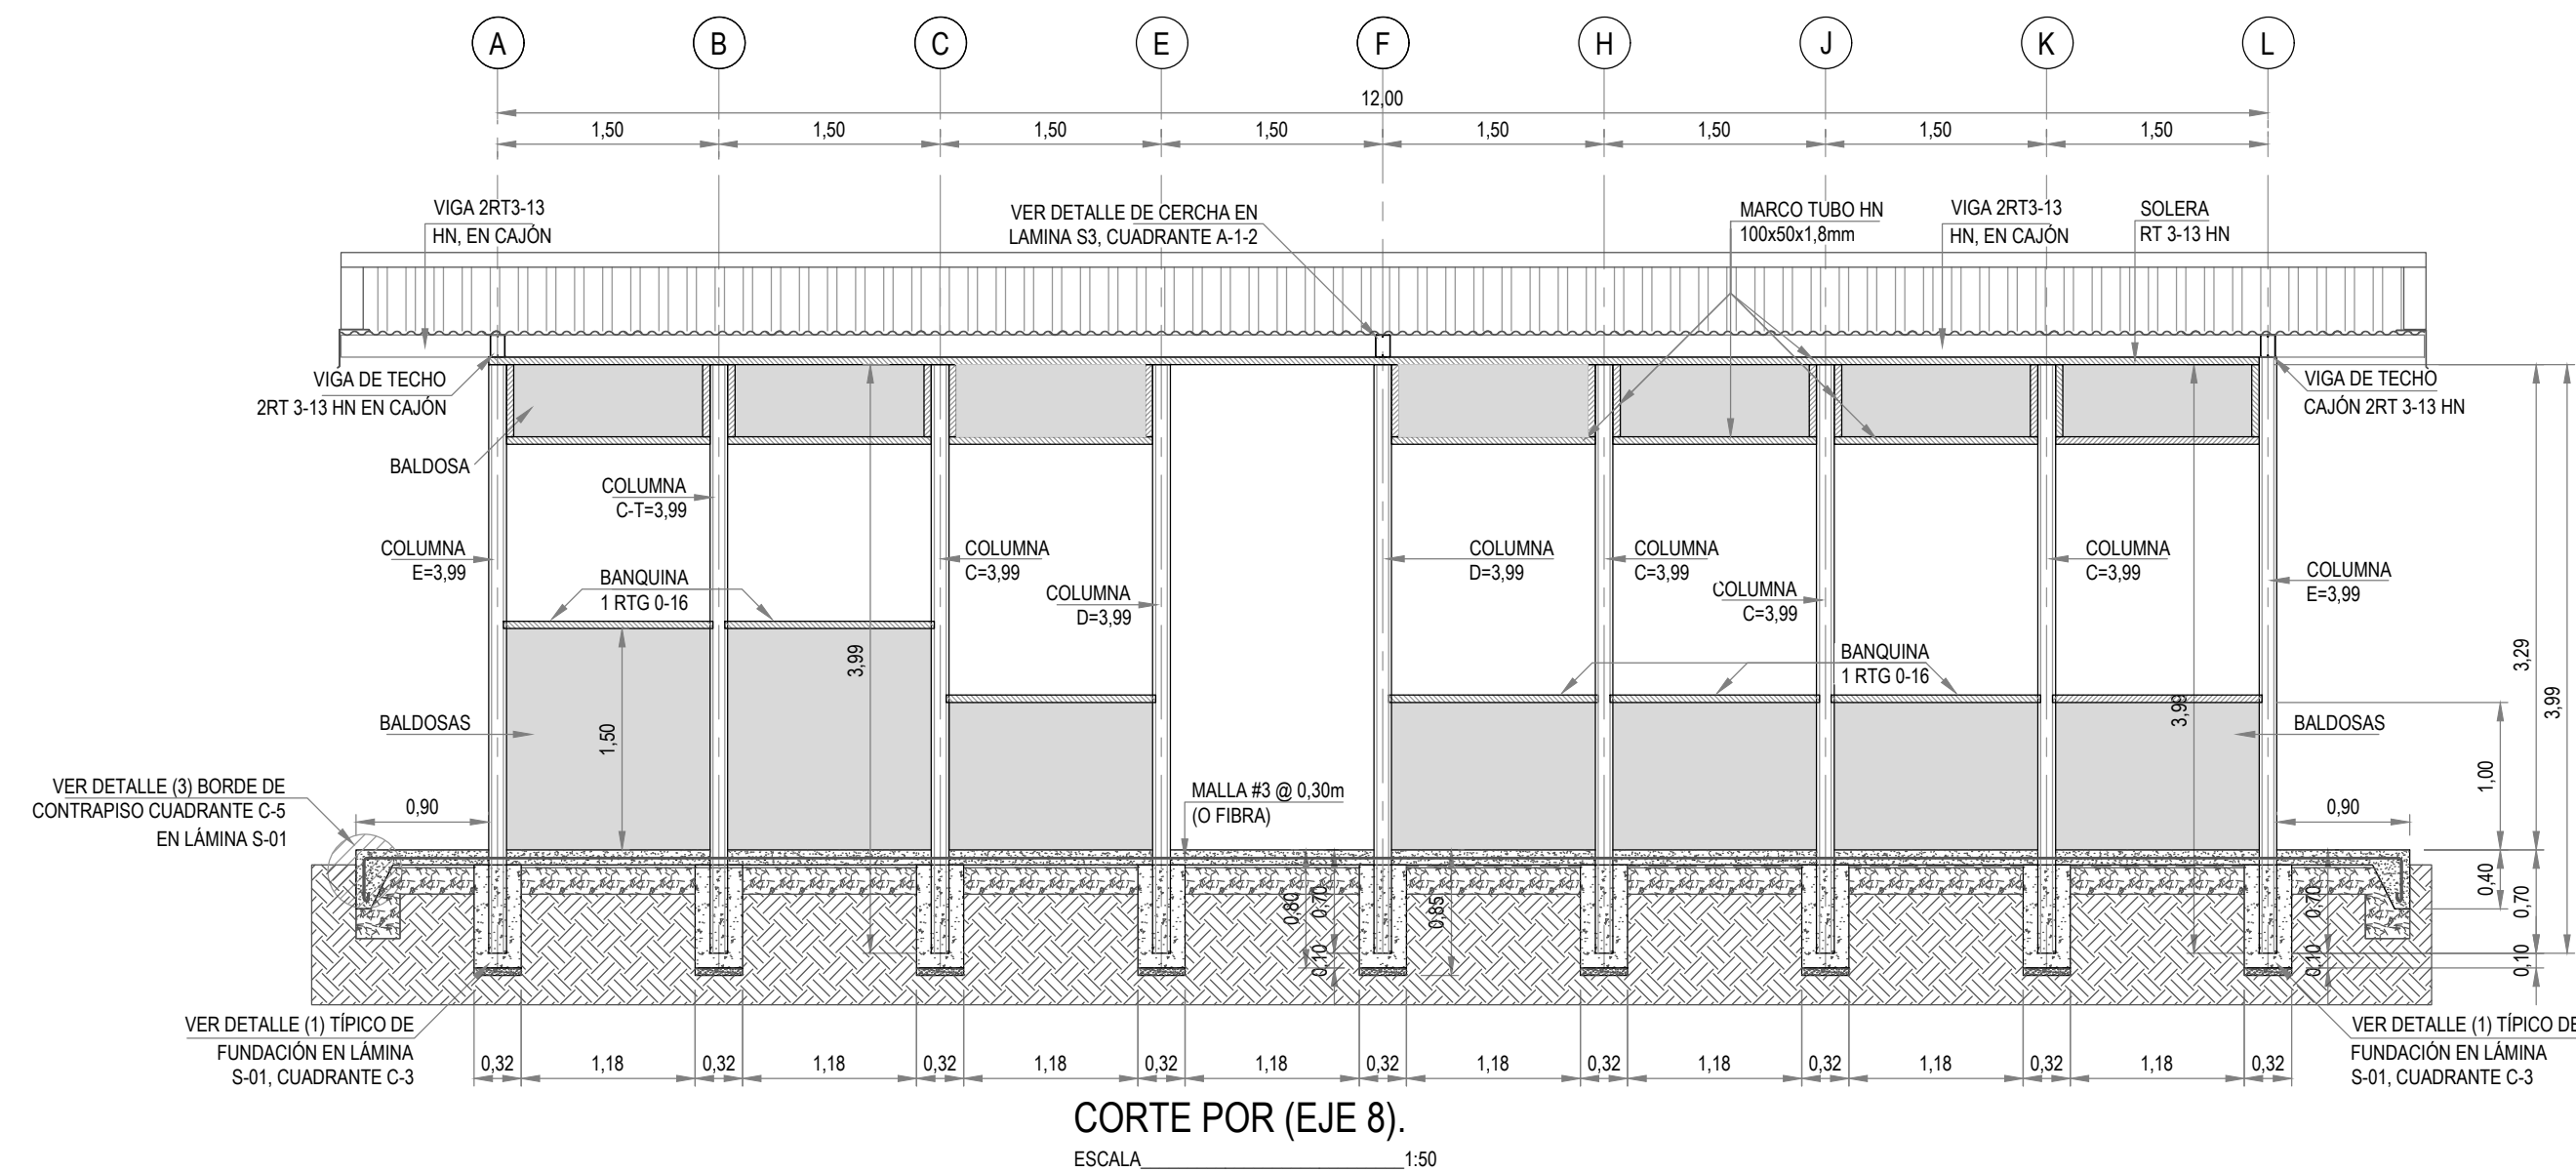 A B C E F H J K L
12,00
1,50 1,50 1,50 1,50 1,50 1,50 1,50 1,50
VIGA 2RT3-13
HN, EN CAJÓN
VER DETALLE DE CERCHA EN
LAMINA S3, CUADRANTE A-1-2
MARCO TUBO HN
100x50x1,8mm
VIGA 2RT3-13
HN, EN CAJÓN
SOLERA
RT 3-13 HN
VIGA DE TECHO
2RT 3-13 HN EN CAJÓN
VIGA DE TECHO
CAJÓN 2RT 3-13 HN
BALDOSA
COLUMNA
C-T=3,99
COLUMNA
E=3,99
COLUMNA
C=3,99
COLUMNA
D=3,99
COLUMNA
D=3,99
COLUMNA
C=3,99
COLUMNA
C=3,99
COLUMNA
C=3,99
COLUMNA
E=3,99
BANQUINA
1 RTG 0-16
BANQUINA
1 RTG 0-16
3,99
3,99
3,29
3,99
BALDOSAS
1,50
BALDOSAS
1,00
VER DETALLE (3) BORDE DE
CONTRAPISO CUADRANTE C-5
EN LÁMINA S-01
0,90
MALLA #3 @ 0,30m
(O FIBRA)
0,90
0,80
0,70
0,10
0,85
0,70
0,10
0,40
0,70
0,10
VER DETALLE (1) TÍPICO DE
FUNDACIÓN EN LÁMINA
S-01, CUADRANTE C-3
VER DETALLE (1) TÍPICO DE
FUNDACIÓN EN LÁMINA
S-01, CUADRANTE C-3
0,32 1,18 0,32 1,18 0,32 1,18 0,32 1,18 0,32 1,18 0,32 1,18 0,32 1,18 0,32 1,18 0,32
CORTE POR (EJE 8).
ESCALA 1:50